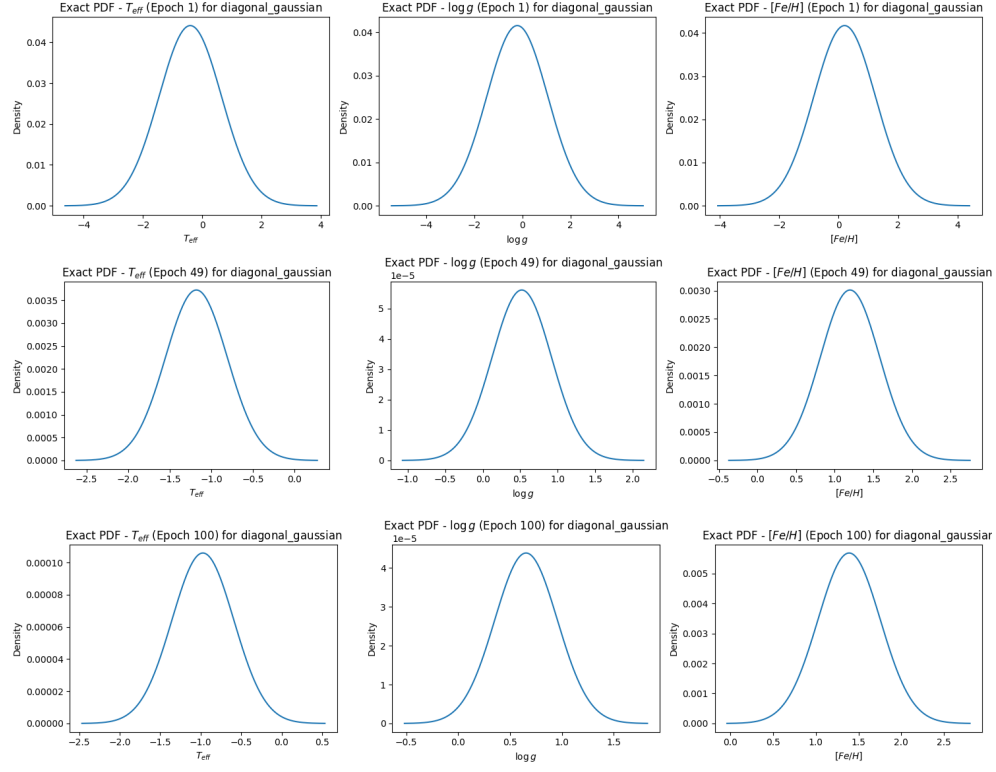 Exact PDF - T_eff (Epoch 1) for diagonal_gaussian
Exact PDF - log g (Epoch 1) for diagonal_gaussian
Exact PDF - [Fe/H] (Epoch 1) for diagonal_gaussian
0.04
0.03
0.02
0.01
0.00
Density
−4 −2 0 2 4
T_eff
0.04
0.03
0.02
0.01
0.00
Density
−4 −2 0 2 4
log g
0.04
0.03
0.02
0.01
0.00
Density
−4 −2 0 2 4
[Fe/H]
Exact PDF - T_eff (Epoch 49) for diagonal_gaussian
Exact PDF - log g (Epoch 49) for diagonal_gaussian
Exact PDF - [Fe/H] (Epoch 49) for diagonal_gaussian
0.0035
0.0030
0.0025
0.0020
0.0015
0.0010
0.0005
0.0000
Density
−2.5 −2.0 −1.5 −1.0 −0.5 0.0
T_eff
1e−5
5
4
3
2
1
0
Density
−1.0 −0.5 0.0 0.5 1.0 1.5 2.0
log g
0.0030
0.0025
0.0020
0.0015
0.0010
0.0005
0.0000
Density
−0.5 0.0 0.5 1.0 1.5 2.0 2.5
[Fe/H]
Exact PDF - T_eff (Epoch 100) for diagonal_gaussian
Exact PDF - log g (Epoch 100) for diagonal_gaussian
Exact PDF - [Fe/H] (Epoch 100) for diagonal_gaussian
0.00010
0.00008
0.00006
0.00004
0.00002
0.00000
Density
−2.5 −2.0 −1.5 −1.0 −0.5 0.0 0.5
T_eff
1e−5
4
3
2
1
0
Density
−0.5 0.0 0.5 1.0 1.5
log g
0.005
0.004
0.003
0.002
0.001
0.000
Density
0.0 0.5 1.0 1.5 2.0 2.5
[Fe/H]